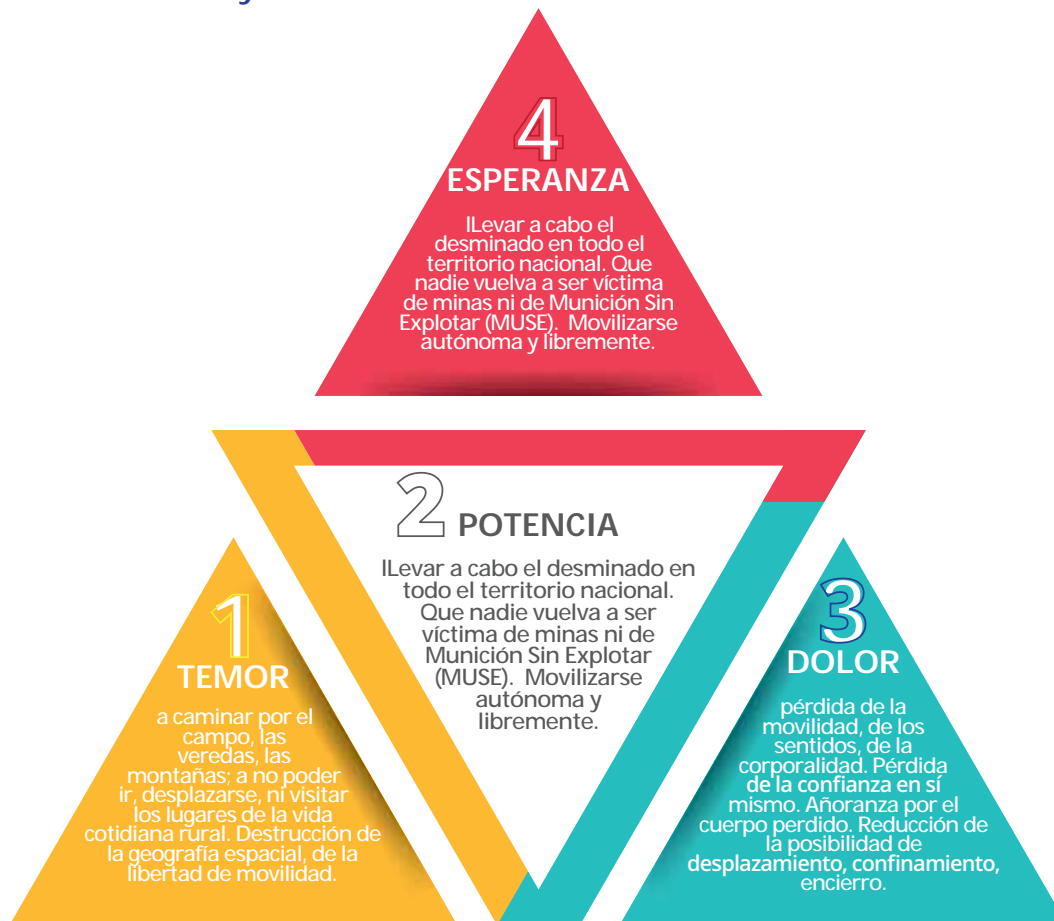 4
ESPERANZA
lLevar a cabo el
desminado en todo el
territorio nacional. Que
nadie vuelva a ser víctima
de minas ni de Munición Sin
Explotar (MUSE). Movilizarse
autónoma y libremente.
2 POTENCIA
lLevar a cabo el desminado en
todo el territorio nacional.
Que nadie vuelva a ser
víctima de minas ni de
Munición Sin Explotar
(MUSE). Movilizarse
autónoma y
libremente.
1
TEMOR
a caminar por el
campo, las
veredas, las
montañas; a no poder
ir, desplazarse, ni visitar
los lugares de la vida
cotidiana rural. Destrucción de
la geografía espacial, de la
libertad de movilidad.
3
DOLOR
pérdida de la
movilidad, de los
sentidos, de la
corporalidad. Pérdida
de la confianza en sí
mismo. Añoranza por el
cuerpo perdido. Reducción de
la posibilidad de
desplazamiento, confinamiento,
encierro.